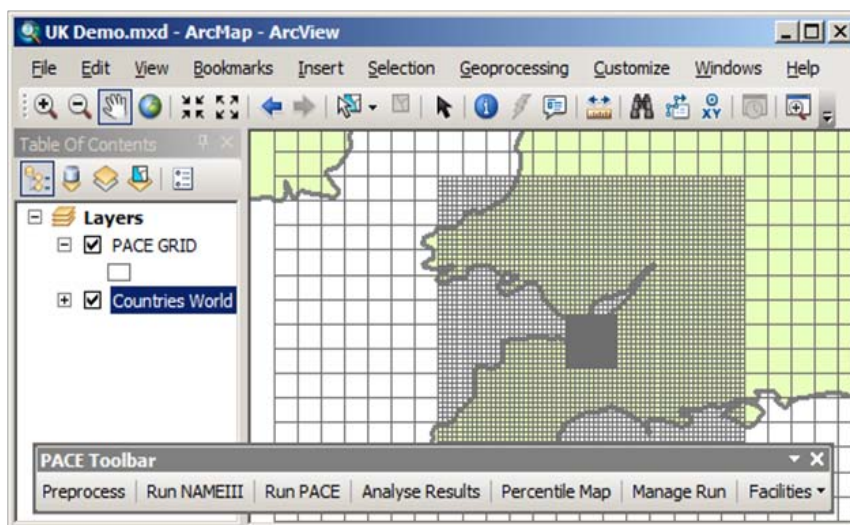 UK Demo.mxd - ArcMap - ArcView
File Edit View Bookmarks Insert Selection Geoprocessing Customize Windows Help
XY
Table Of Contents
Layers
PACE GRID
Countries World
PACE Toolbar
Preprocess Run NAMEIII Run PACE Analyse Results Percentile Map Manage Run Facilities